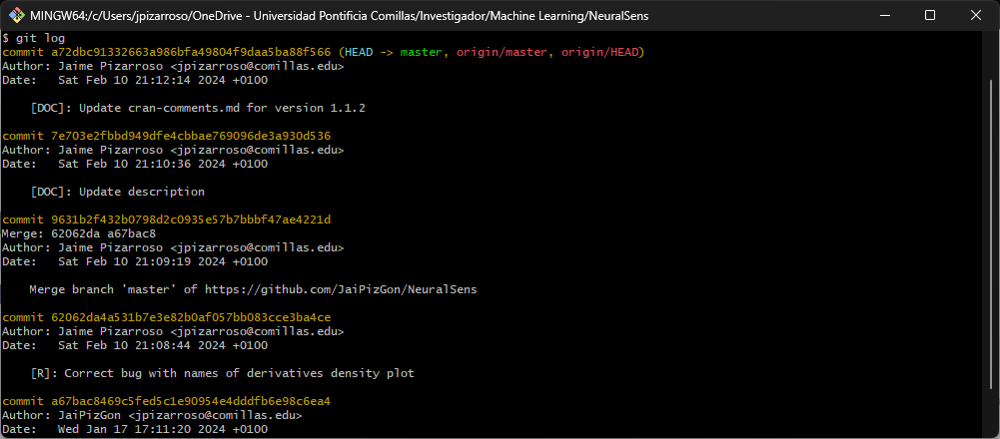 MINGW64:/c/Users/jpizarroso/OneDrive - Universidad Pontificia Comillas/Investigador/Machine Learning/NeuralSens
$ git log
commit a72dbc91332663a986bfa49804f9daa5ba88f566 (HEAD -> master, origin/master, origin/HEAD)
Author: Jaime Pizarroso <jpizarroso@comillas.edu>
Date:   Sat Feb 10 21:12:14 2024 +0100
[DOC]: Update cran-comments.md for version 1.1.2
commit 7e703e2fbbd949dfe4cbbae769096de3a930d536
Author: Jaime Pizarroso <jpizarroso@comillas.edu>
Date:   Sat Feb 10 21:10:36 2024 +0100
[DOC]: Update description
commit 9631b2f432b0798d2c0935e57b7bbbf47ae4221d
Merge: 62062da a67bac8
Author: Jaime Pizarroso <jpizarroso@comillas.edu>
Date:   Sat Feb 10 21:09:19 2024 +0100
Merge branch 'master' of https://github.com/JaiPizGon/NeuralSens
commit 62062da4a531b7e3e82b0af057bb083cce3ba4ce
Author: Jaime Pizarroso <jpizarroso@comillas.edu>
Date:   Sat Feb 10 21:08:44 2024 +0100
[R]: Correct bug with names of derivatives density plot
commit a67bac8469c5fed5c1e90954e4dddfb6e98c6ea4
Author: JaiPizGon <jpizarroso@comillas.edu>
Date:   Wed Jan 17 17:11:20 2024 +0100